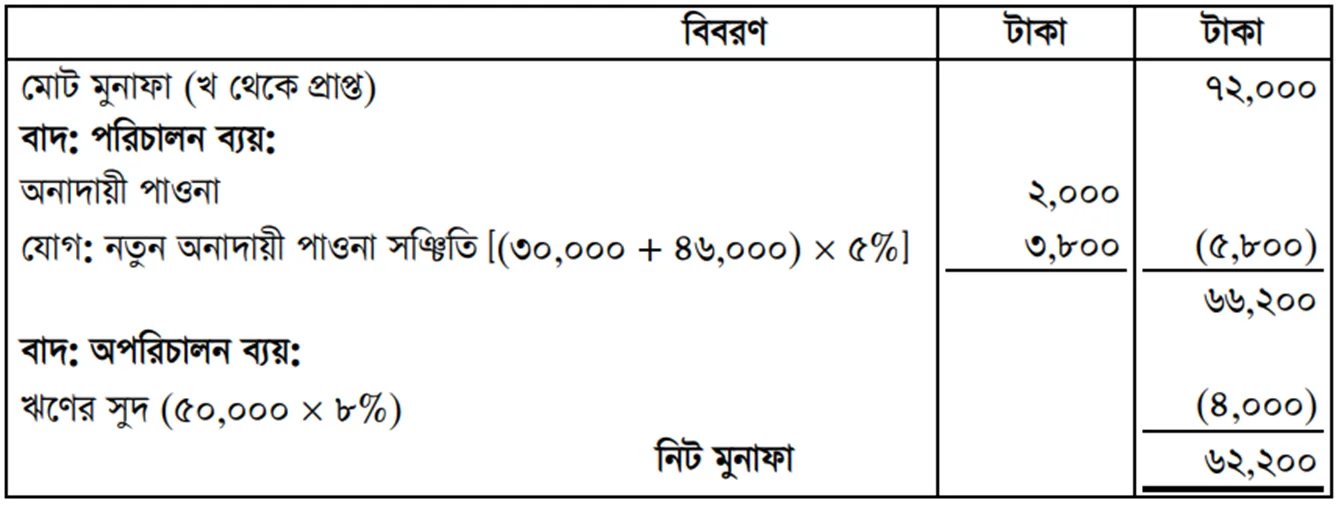 বিবরণ টাকা টাকা
মোট মুনাফা (খ থেকে প্রাপ্ত) ৭২,০০০
বাদ: পরিচালন ব্যয়:
অনাদায়ী পাওনা ২,০০০
যোগ: নতুন অনাদায়ী পাওনা সঞ্চিতি [(৩০,০০০ + ৪৬,০০০) × ৫%] ৩,৮০০ (৫,৮০০)
৬৬,২০০
বাদ: অপরিচালন ব্যয়:
ঋণের সুদ (৫০,০০০ × ৮%) (৪,০০০)
নিট মুনাফা ৬২,২০০